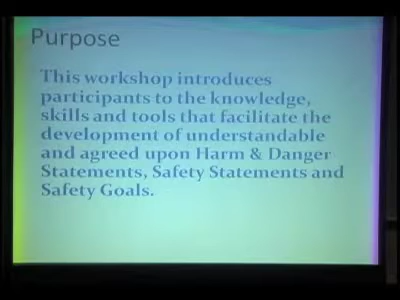 Purpose
This workshop introduces
participants to the knowledge,
skills and tools that facilitate the
development of understandable
and agreed upon Harm & Danger
Statements, Safety Statements and
Safety Goals.